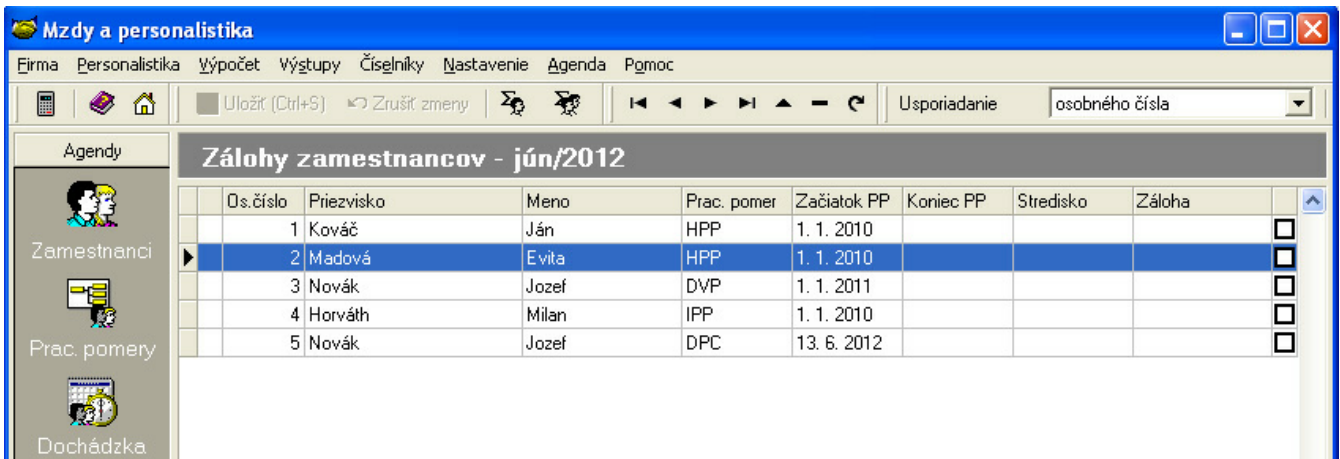 Mzdy a personalistika
Firma Personalistika Výpočet Výstupy Číselníky Nastavenie Agenda Pomoc
Uložiť (Ctrl+S) Zrušiť zmeny Usporiadanie osobného čísla
Agendy
Zálohy zamestnancov - jún/2012
Os.číslo Priezvisko Meno Prac. pomer Začiatok PP Koniec PP Stredisko Záloha
1 Kováč Ján HPP 1. 1. 2010
2 Madová Evita HPP 1. 1. 2010
3 Novák Jozef DVP 1. 1. 2011
4 Horváth Milan IPP 1. 1. 2010
5 Novák Jozef DPC 13. 6. 2012
Zamestnanci
Prac. pomery
Dochádzka